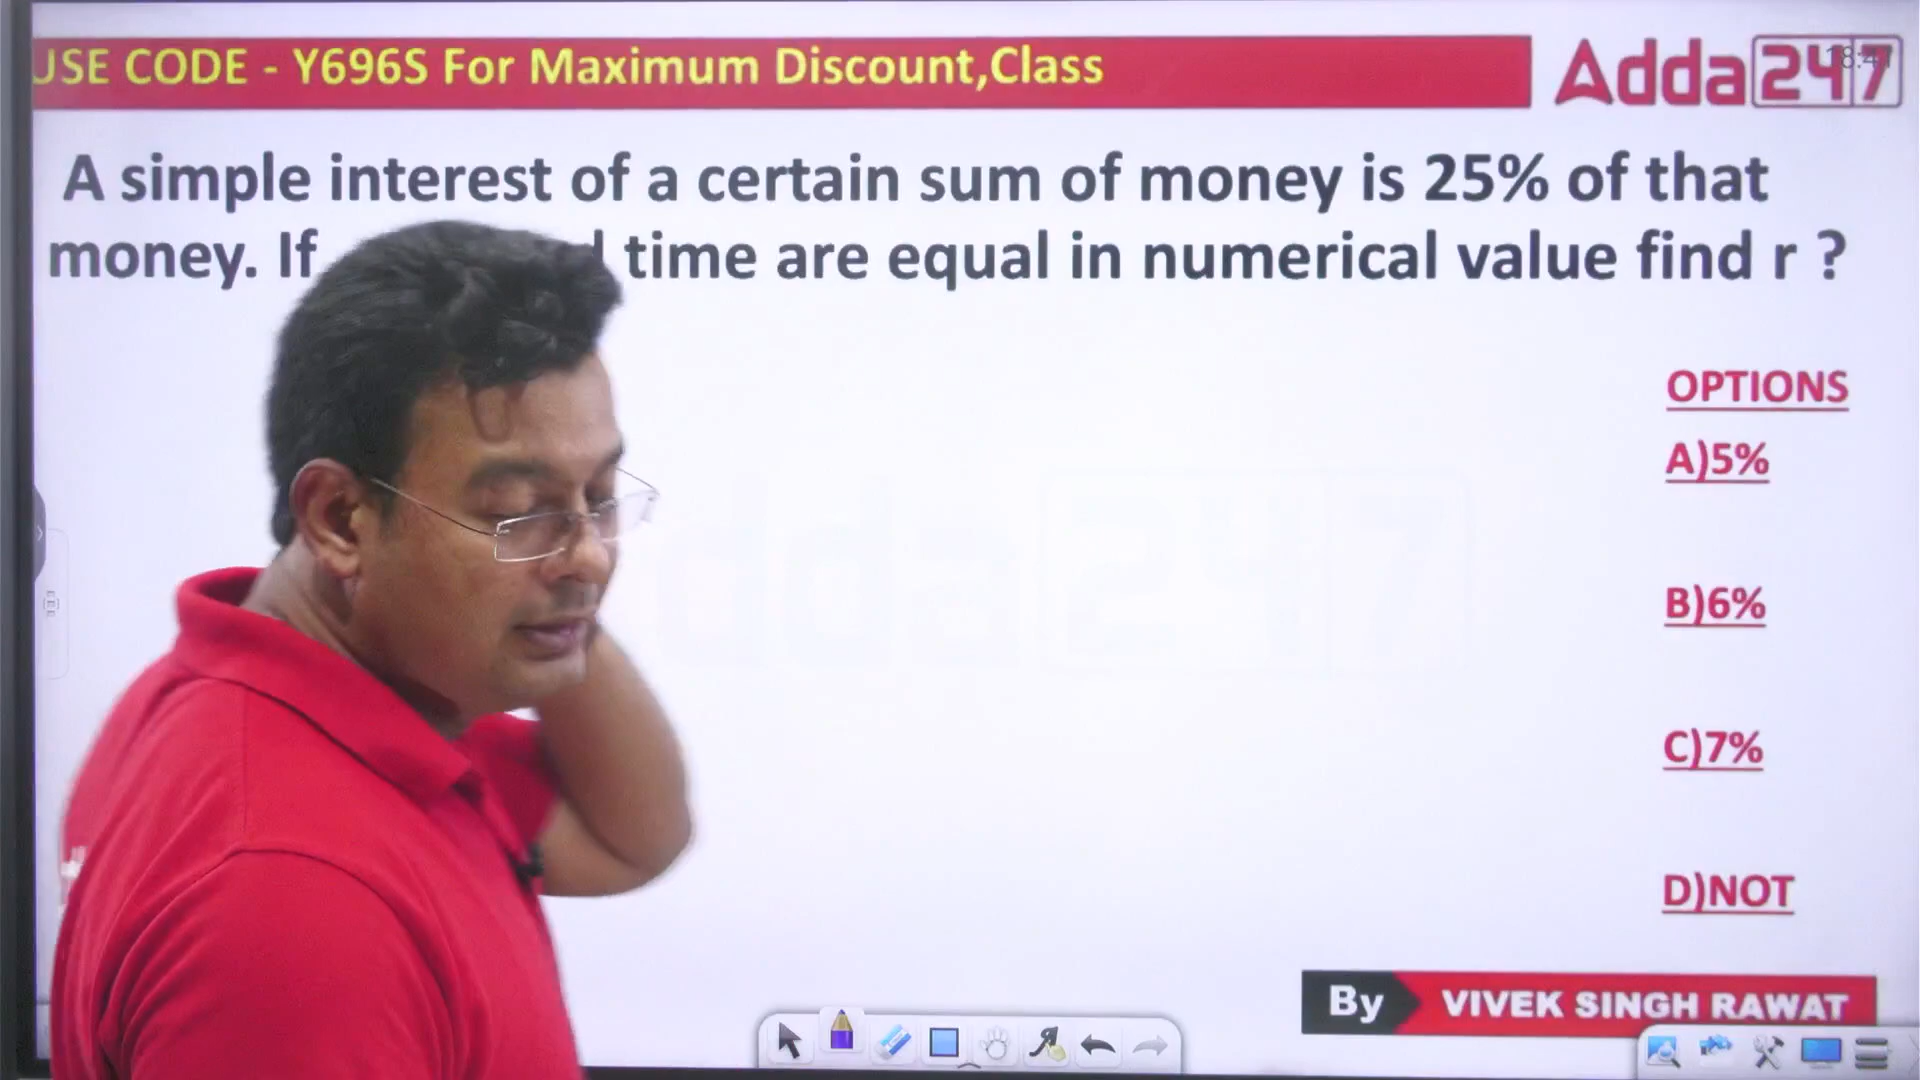 USE CODE - Y696S For Maximum Discount,Class
Adda247
A simple interest of a certain sum of money is 25% of that
money. If time are equal in numerical value find r ?
OPTIONS
A)5%
B)6%
C)7%
D)NOT
By VIVEK SINGH RAWAT